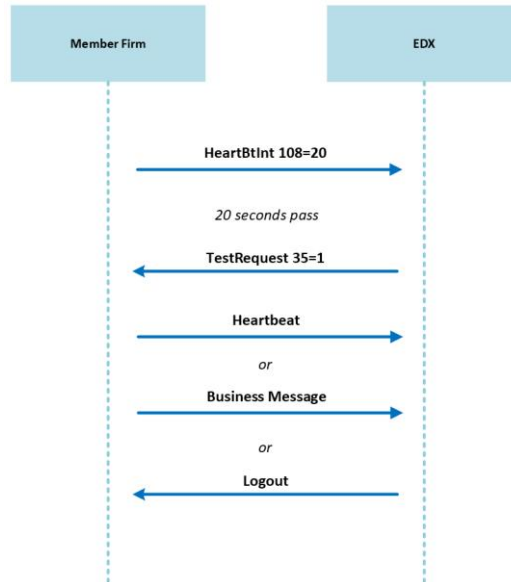 Member Firm
EDX
HeartBtInt 108=20
20 seconds pass
TestRequest 35=1
Heartbeat
or
Business Message
or
Logout